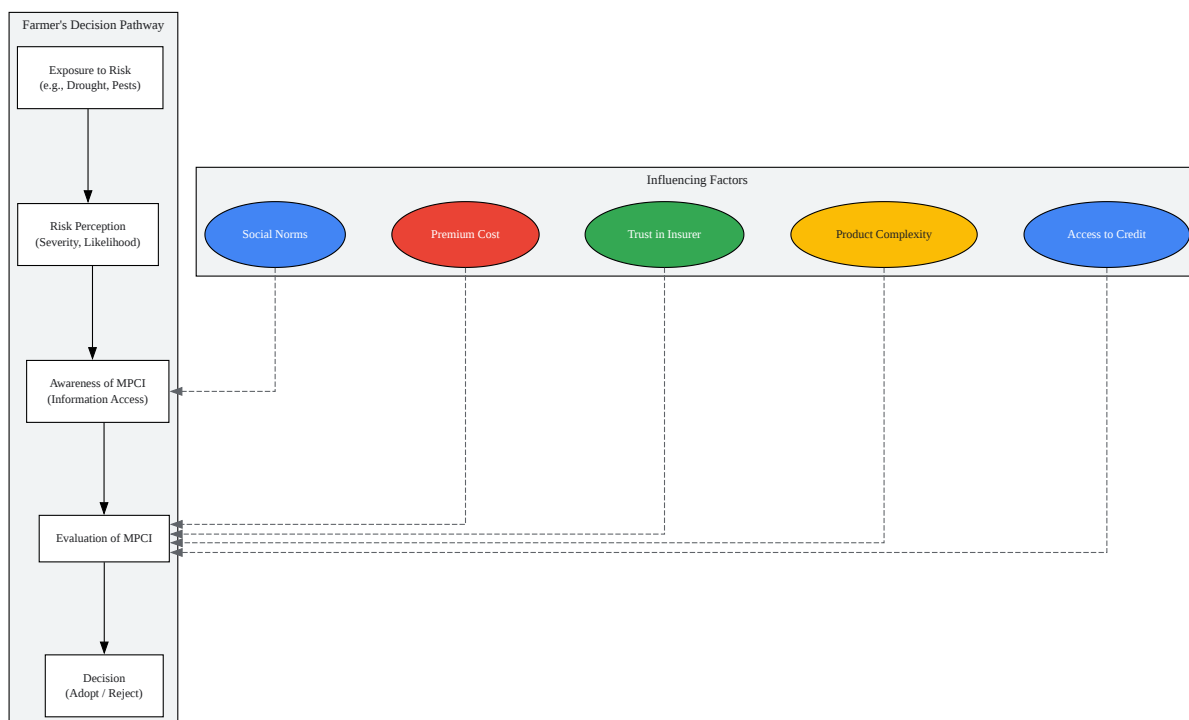 Farmer's Decision Pathway
Exposure to Risk
(e.g., Drought, Pests)
Risk Perception
(Severity, Likelihood)
Awareness of MPCI
(Information Access)
Evaluation of MPCI
Decision
(Adopt / Reject)
Influencing Factors
Social Norms
Premium Cost
Trust in Insurer
Product Complexity
Access to Credit